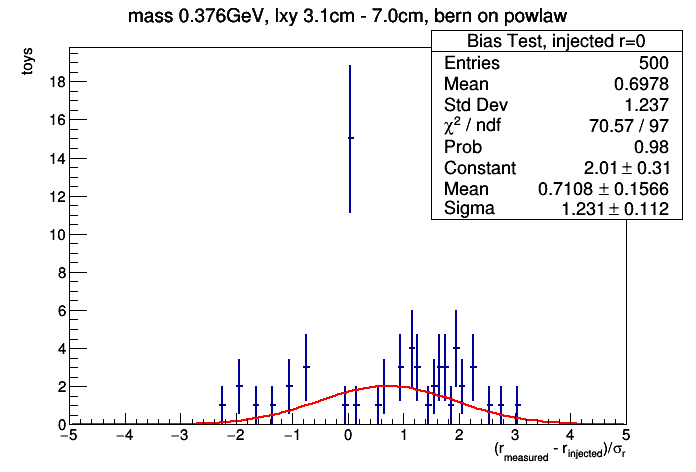 mass 0.376GeV, lxy 3.1cm - 7.0cm, bern on powlaw
toys
Bias Test, injected r=0
Entries 500
Mean 0.6978
Std Dev 1.237
χ² / ndf 70.57 / 97
Prob 0.98
Constant 2.01 ± 0.31
Mean 0.7108 ± 0.1566
Sigma 1.231 ± 0.112
18
16
14
12
10
8
6
4
2
0
−5 −4 −3 −2 −1 0 1 2 3 4 5
(r_measured - r_injected)/σ_r